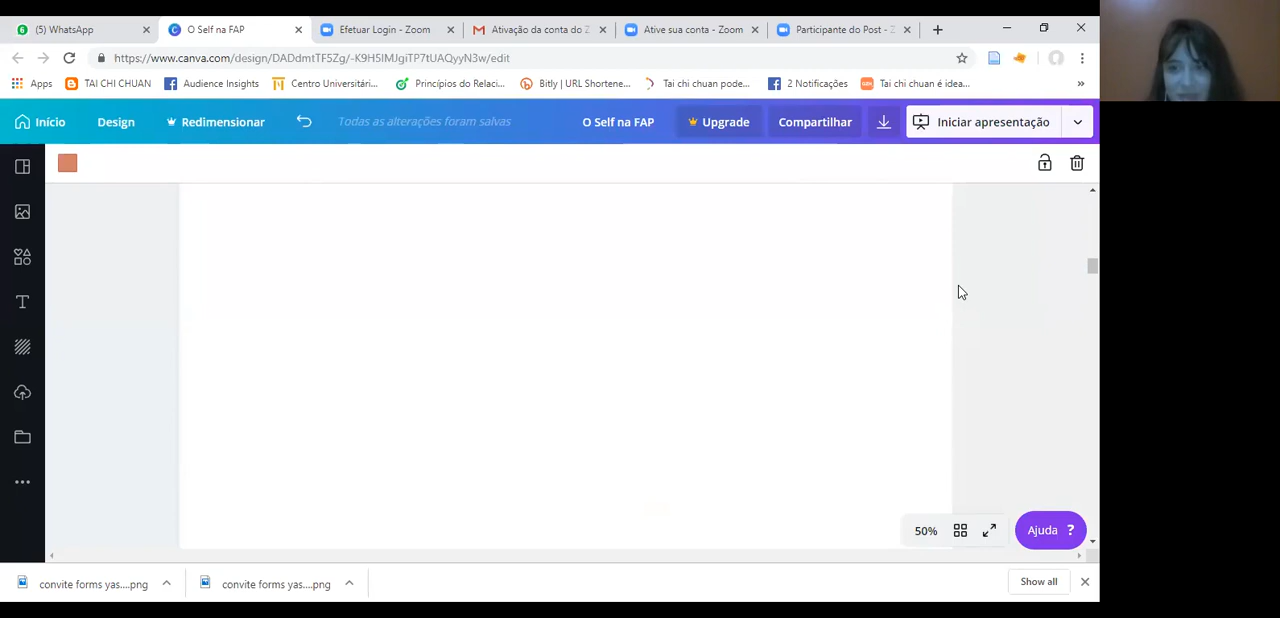 (5) WhatsApp
O Self na FAP
Efetuar Login - Zoom
Ativação da conta do Z
Ative sua conta - Zoom
Participante do Post - Z
https://www.canva.com/design/DADdmtTF5Zg/-K9H5IMJgiTP7tUAQyyN3w/edit
Apps
TAI CHI CHUAN
Audience Insights
Centro Universitári...
Princípios do Relaci...
Bitly | URL Shortene...
Tai chi chuan pode...
2 Notificações
Tai chi chuan é idea...
»
Início
Design
Redimensionar
Todas as alterações foram salvas
O Self na FAP
Upgrade
Compartilhar
Iniciar apresentação
50%
Ajuda ?
convite forms yas....png
convite forms yas....png
Show all